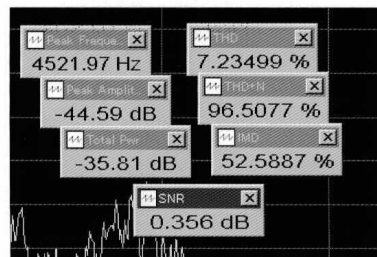 Peak Freque..
4521.97 Hz
Peak Amplit..
-44.59 dB
Total Pwr
-35.81 dB
THD
7.23499 %
THD+N
96.5077 %
IMD
52.5887 %
SNR
0.356 dB